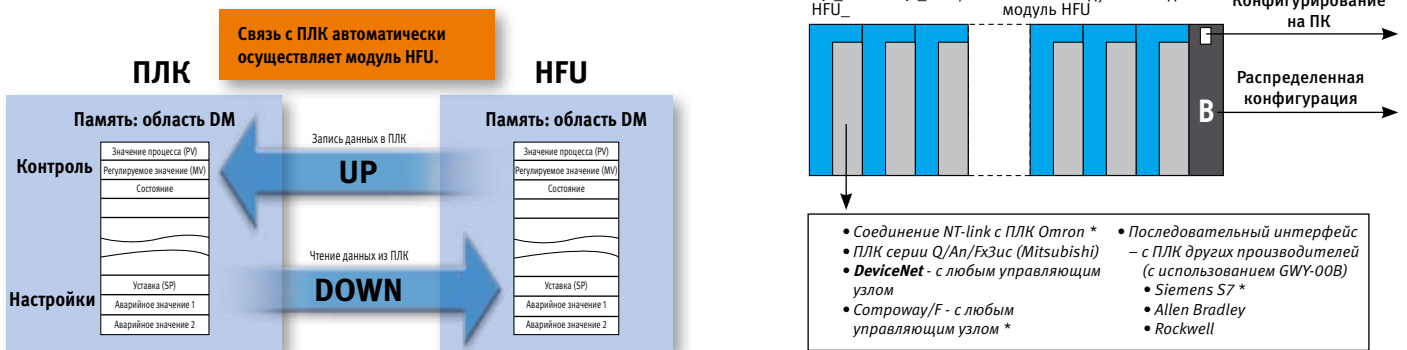 Связь с ПЛК автоматически
осуществляет модуль HFU.
ПЛК
HFU
Память: область DM
Память: область DM
Контроль
Значение процесса (PV)
Регулируемое значение (MV)
Состояние
Запись данных в ПЛК
UP
Значение процесса (PV)
Регулируемое значение (MV)
Состояние
Чтение данных из ПЛК
DOWN
Настройки
Уставка (SP)
Аварийное значение 1
Аварийное значение 2
Уставка (SP)
Аварийное значение 1
Аварийное значение 2
HFU_
модуль HFU
Конфигурирование
на ПК
Распределенная
конфигурация
B
• Соединение NT-link с ПЛК Omron *
• ПЛК серии Q/An/Fx3uc (Mitsubishi)
• DeviceNet - с любым управляющим
узлом
• Compoway/F - с любым
управляющим узлом *
• Последовательный интерфейс
– с ПЛК других производителей
(с использованием GWY-00B)
• Siemens S7 *
• Allen Bradley
• Rockwell